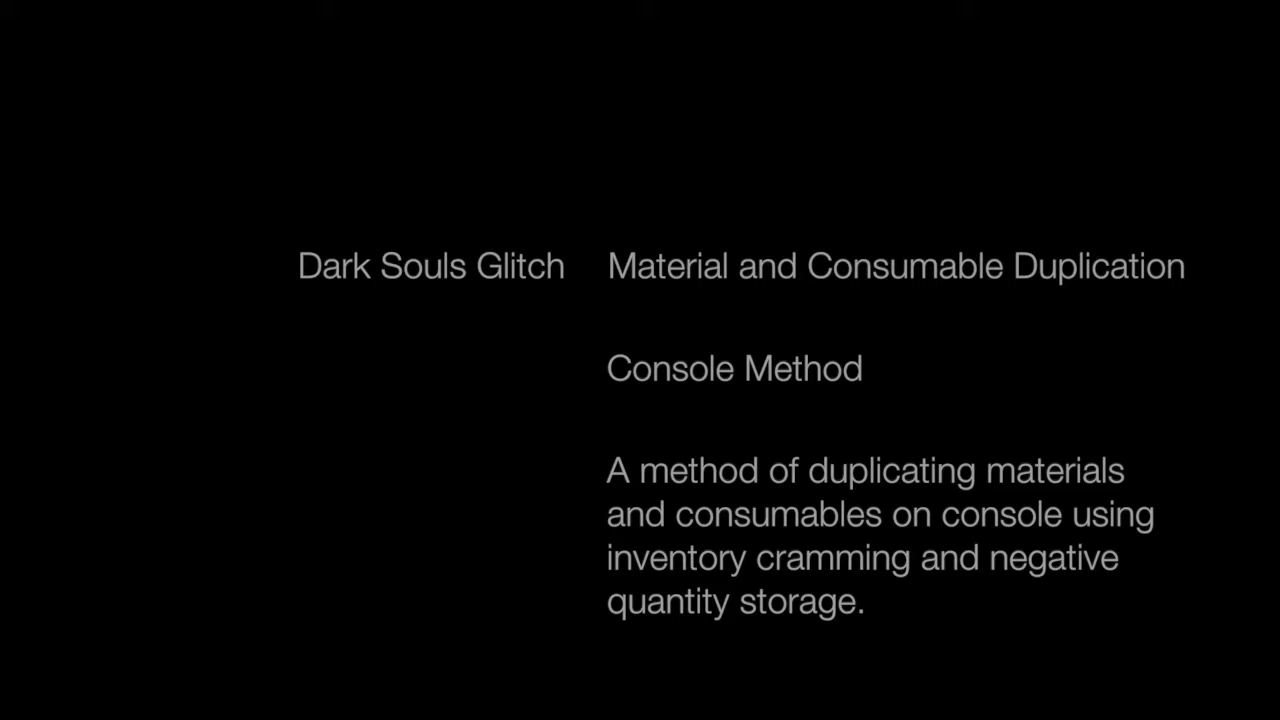 Dark Souls Glitch Material and Consumable Duplication
Console Method
A method of duplicating materials
and consumables on console using
inventory cramming and negative
quantity storage.